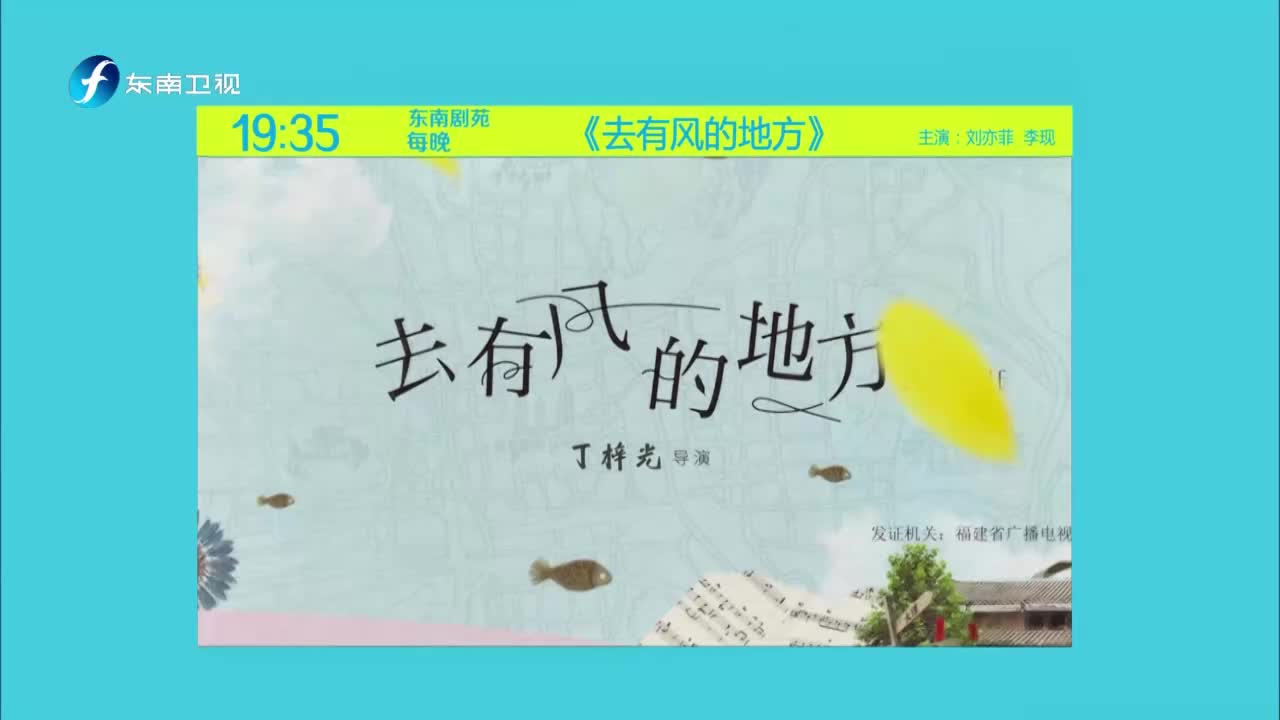 东南卫视
19:35
东南剧苑
每晚
《去有风的地方》
主演：刘亦菲 李现
去有风的地方
丁梓光 导演
发证机关：福建省广播电视